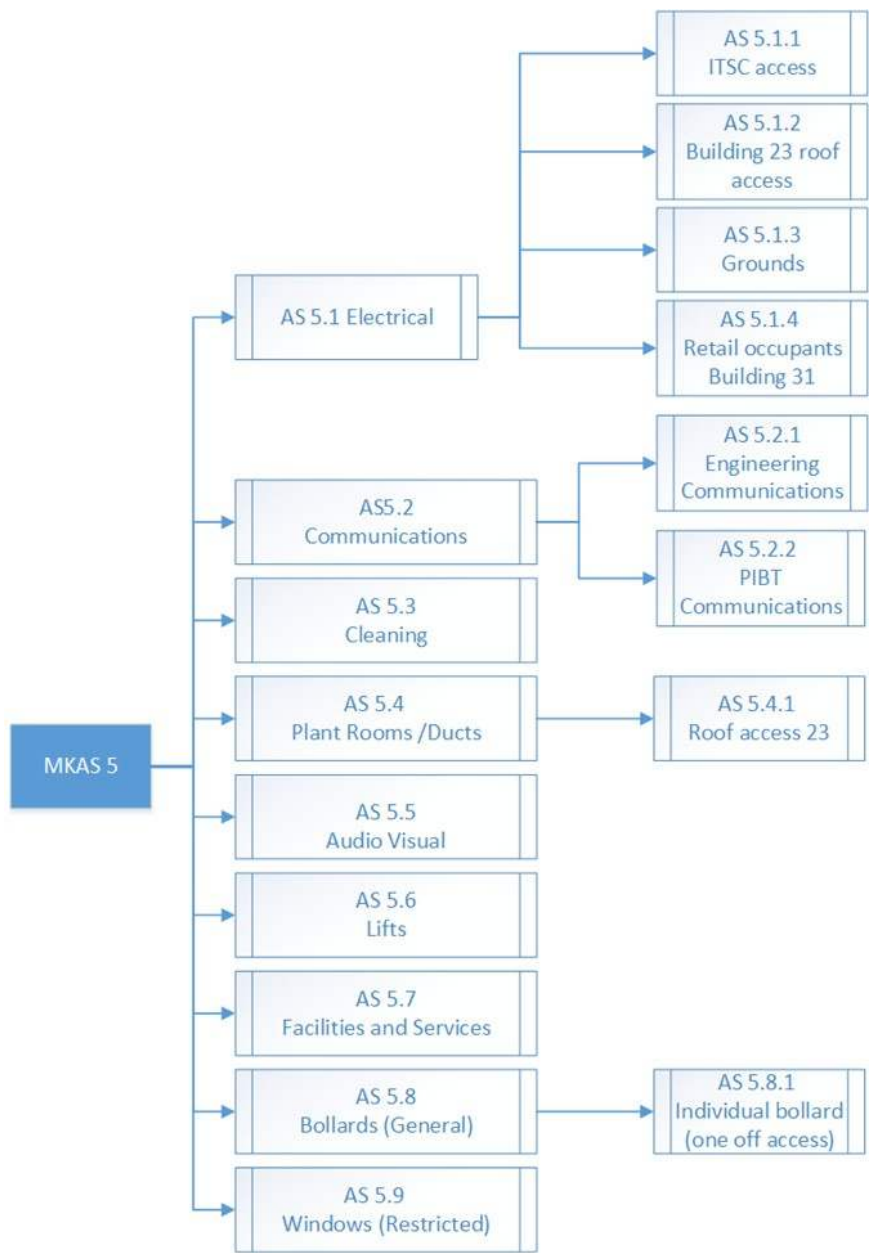 AS 5.1.1
ITSC access
AS 5.1.2
Building 23 roof
access
AS 5.1.3
Grounds
AS 5.1 Electrical
AS 5.1.4
Retail occupants
Building 31
AS 5.2.1
Engineering
Communications
AS5.2
Communications
AS 5.2.2
PIBT
Communications
AS 5.3
Cleaning
AS 5.4
Plant Rooms /Ducts
AS 5.4.1
Roof access 23
MKAS 5
AS 5.5
Audio Visual
AS 5.6
Lifts
AS 5.7
Facilities and Services
AS 5.8
Bollards (General)
AS 5.8.1
Individual bollard
(one off access)
AS 5.9
Windows (Restricted)